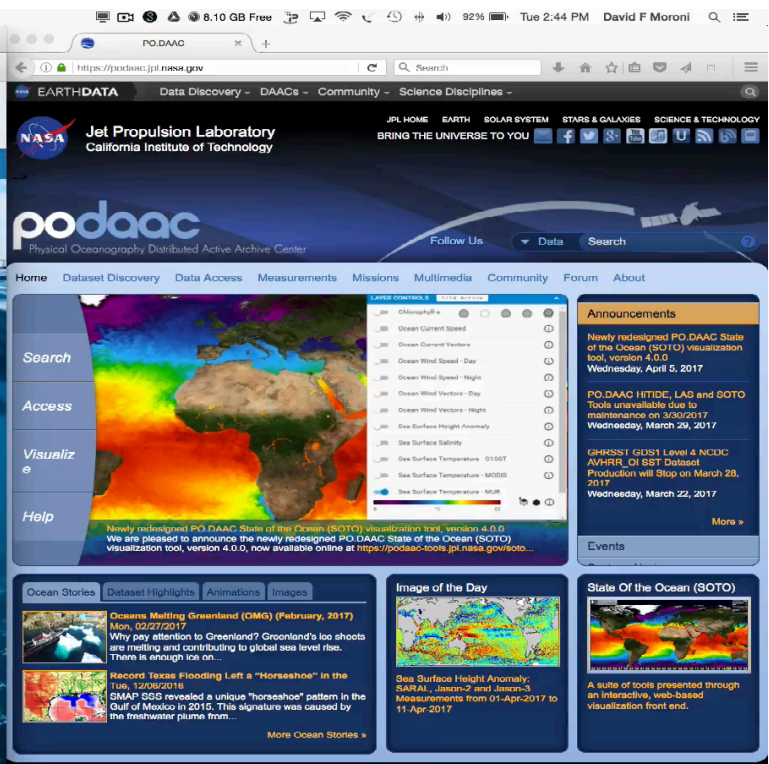 8.10 GB Free 92% Tue 2:44 PM David F Moroni
PO.DAAC
https://podaac.jpl.nasa.gov Search
EARTHDATA Data Discovery DAACs Community Science Disciplines
NASA
JPL HOME EARTH SOLAR SYSTEM STARS & GALAXIES SCIENCE & TECHNOLOGY
Jet Propulsion Laboratory
California Institute of Technology
BRING THE UNIVERSE TO YOU
podaac
Physical Oceanography Distributed Active Archive Center
Follow Us Data Search
Home Dataset Discovery Data Access Measurements Missions Multimedia Community Forum About
Search
Access
Visualiz
e
Help
LAYER CONTROLS
Chlorophyll a
Ocean Current Speed
Ocean Current Vectors
Ocean Wind Speed - Day
Ocean Wind Speed - Night
Ocean Wind Vectors - Day
Ocean Wind Vectors - Night
Sea Surface Height Anomaly
Sea Surface Salinity
Sea Surface Temperature - G1SST
Sea Surface Temperature - MODIS
Sea Surface Temperature - MUR
Newly redesigned PO.DAAC State of the Ocean (SOTO) visualization tool, version 4.0.0
We are pleased to announce the newly redesigned PO.DAAC State of the Ocean (SOTO)
visualization tool, version 4.0.0, now available online at https://podaac-tools.jpl.nasa.gov/soto...
Announcements
Newly redesigned PO.DAAC State
of the Ocean (SOTO) visualization
tool, version 4.0.0
Wednesday, April 5, 2017
PO.DAAC HiTIDE, LAS and SOTO
Tools unavailable due to
maintenance on 3/30/2017
Wednesday, March 29, 2017
GHRSST GDS1 Level 4 NCDC
AVHRR_OI SST Dataset
Production will Stop on March 28,
2017
Wednesday, March 22, 2017
More »
Events
Ocean Stories Dataset Highlights Animations Images
Oceans Melting Greenland (OMG) (February, 2017)
Mon, 02/27/2017
Why pay attention to Greenland? Greenland's ice sheets
are melting and contributing to global sea level rise.
There is enough ice on...
Record Texas Flooding Left a "Horseshoe" in the
Tue, 12/06/2016
SMAP SSS revealed a unique "horseshoe" pattern in the
Gulf of Mexico in 2015. This signature was caused by
the freshwater plume from...
More Ocean Stories »
Image of the Day
Sea Surface Height Anomaly:
SARAL, Jason-2 and Jason-3
Measurements from 01-Apr-2017 to
11-Apr-2017
State Of the Ocean (SOTO)
A suite of tools presented through
an interactive, web-based
visualization front end.